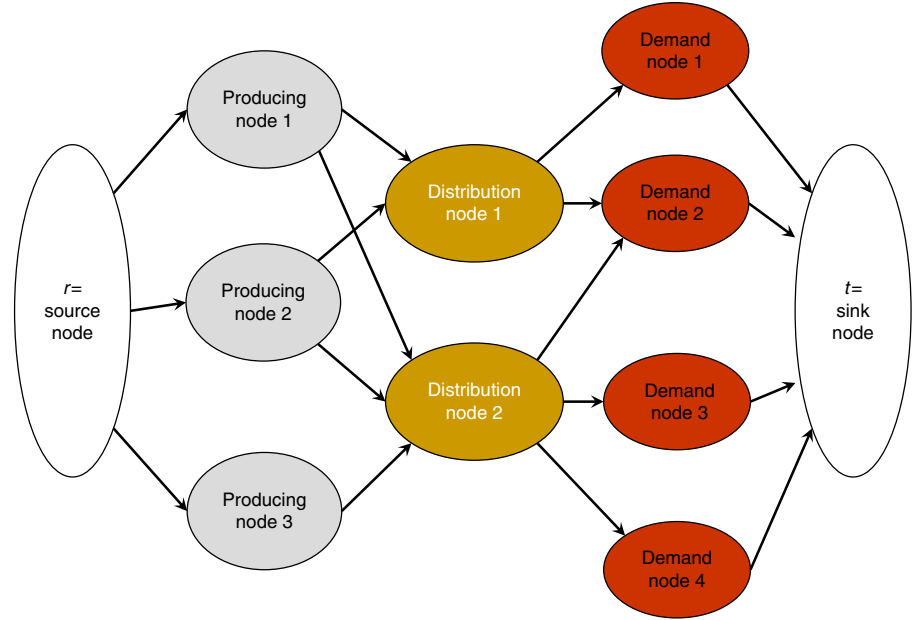 r=
source
node
Producing
node 1
Producing
node 2
Producing
node 3
Distribution
node 1
Distribution
node 2
Demand
node 1
Demand
node 2
Demand
node 3
Demand
node 4
t=
sink
node